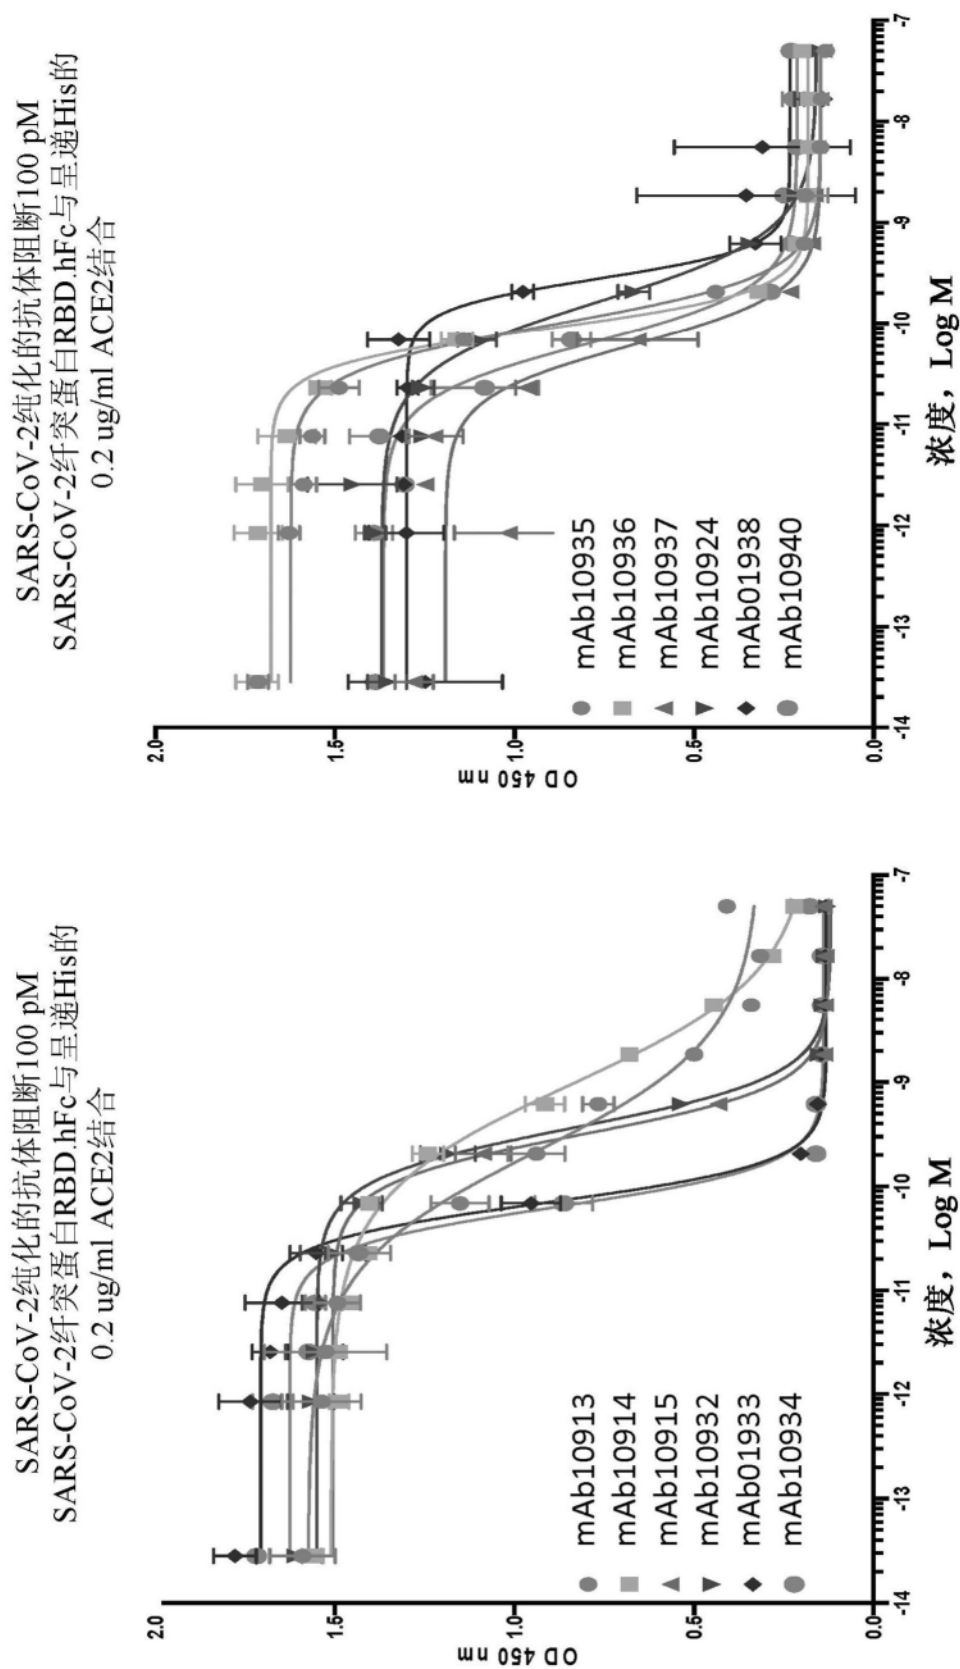 SARS-CoV-2纯化的抗体阻断100 pM
SARS-CoV-2纤突蛋白RBD.hFc与呈递His的
0.2 ug/ml ACE2结合
2.0
1.5
1.0
0.5
0.0
OD 450 nm
mAb10913
mAb10914
mAb10915
mAb10932
mAb01933
mAb10934
-14
-13
-12
-11
-10
-9
-8
-7
浓度，Log M
SARS-CoV-2纯化的抗体阻断100 pM
SARS-CoV-2纤突蛋白RBD.hFc与呈递His的
0.2 ug/ml ACE2结合
2.0
1.5
1.0
0.5
0.0
OD 450 nm
mAb10935
mAb10936
mAb10937
mAb10924
mAb01938
mAb10940
-14
-13
-12
-11
-10
-9
-8
-7
浓度，Log M